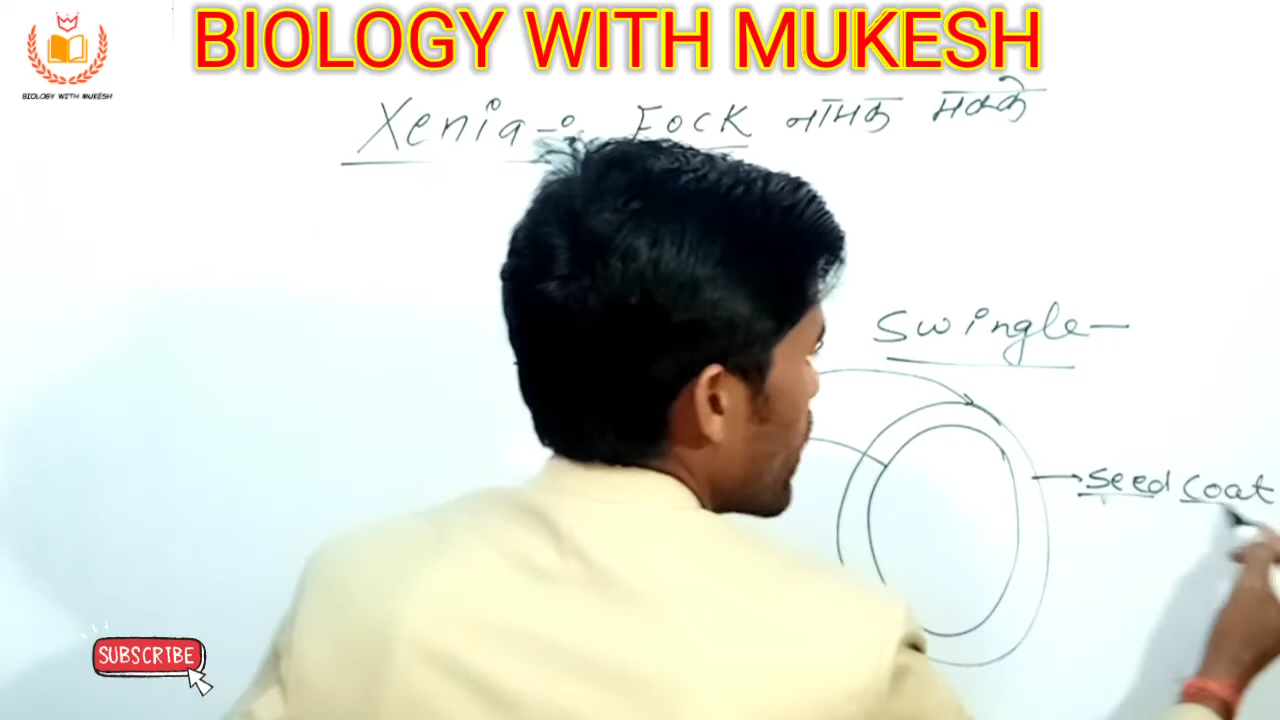 BIOLOGY WITH MUKESH
BIOLOGY WITH MUKESH
Xenia-: Fock नामक मक्के
Swingle-
Seed Coat
SUBSCRIBE